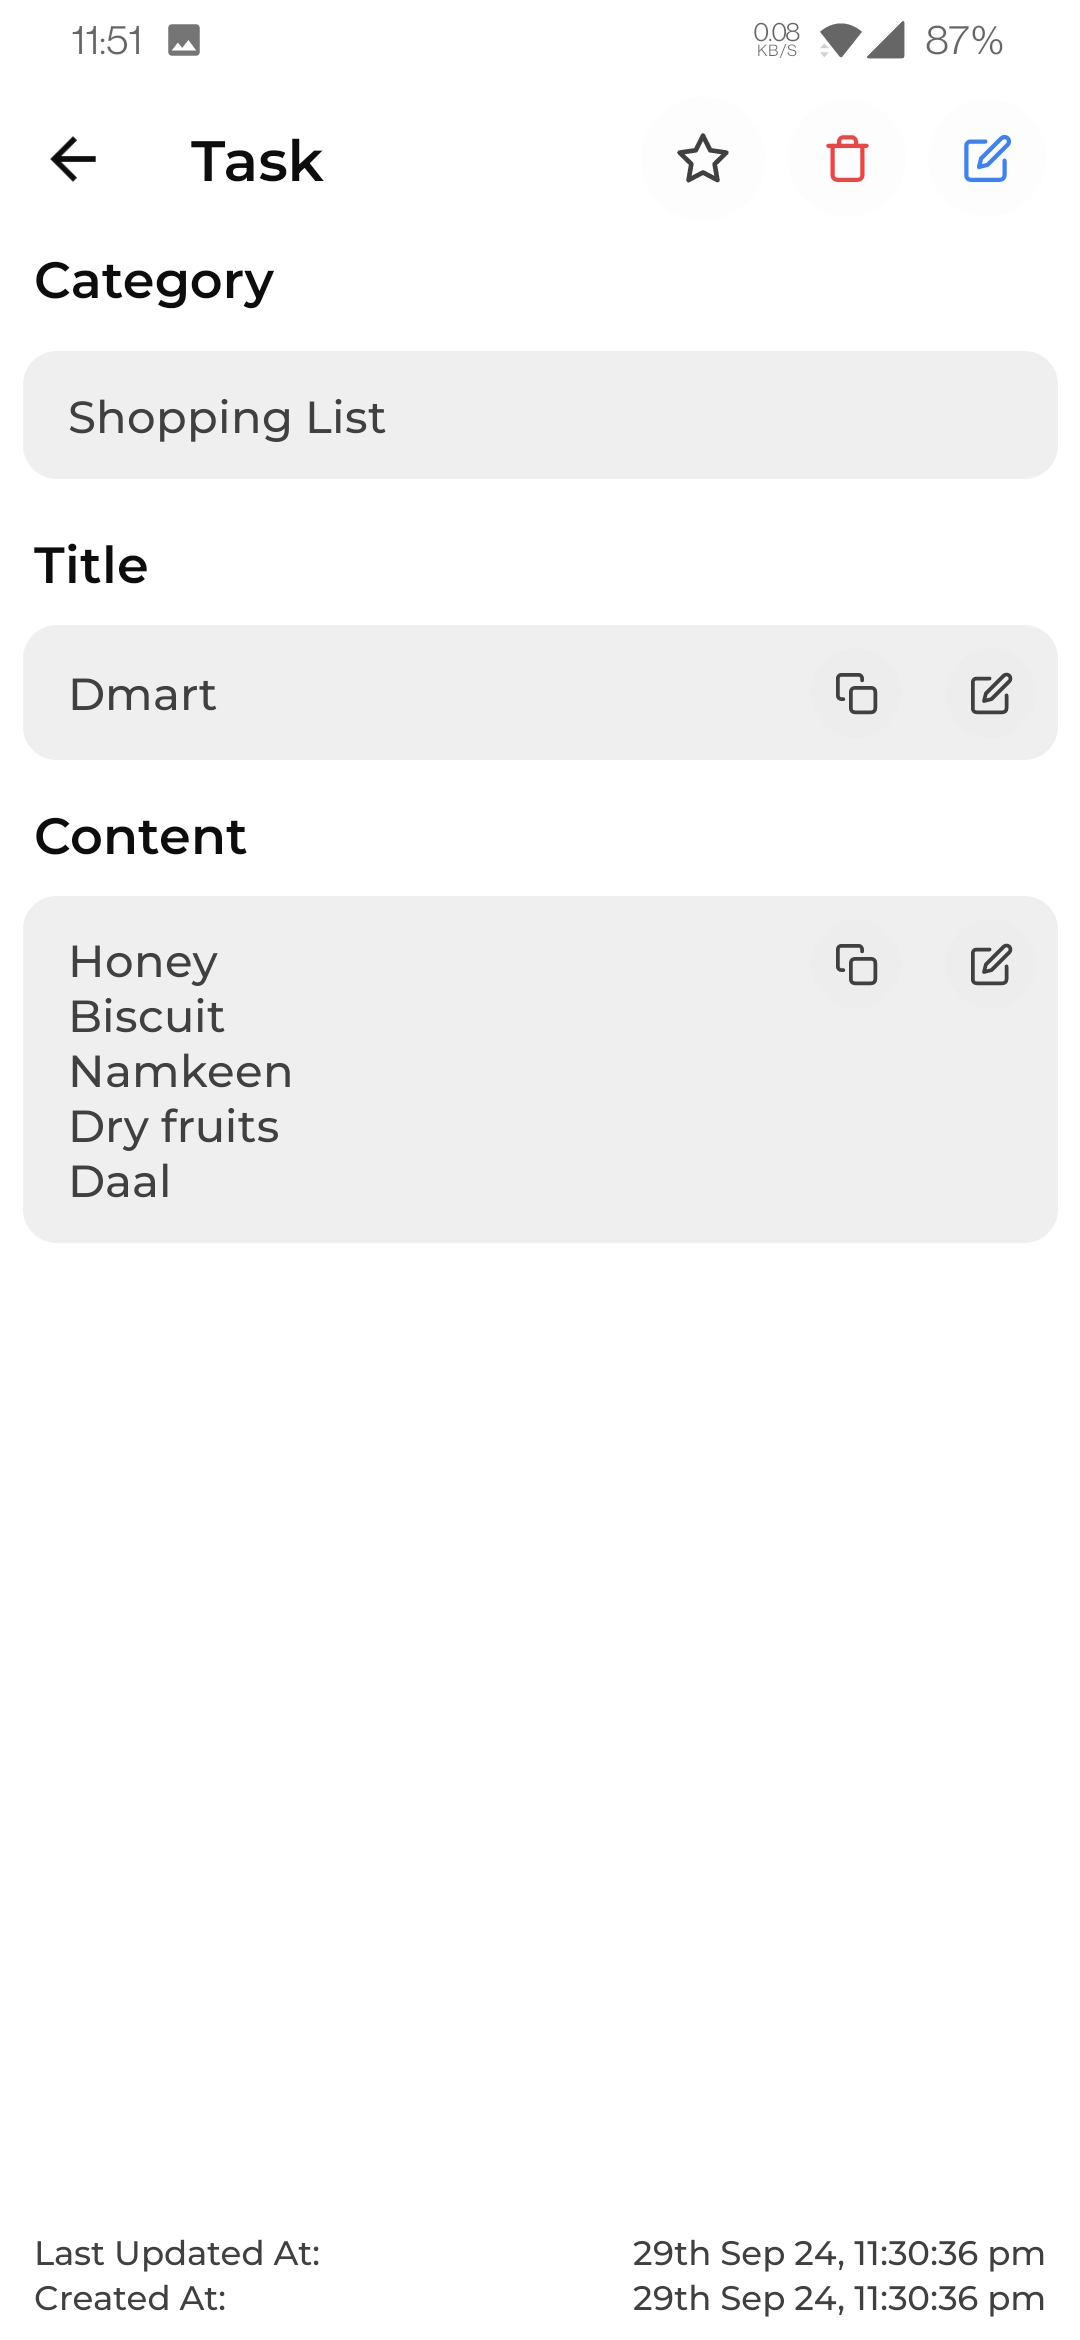 11:51
0.08
KB/S
87%
Task
Category
Shopping List
Title
Dmart
Content
Honey
Biscuit
Namkeen
Dry fruits
Daal
Last Updated At: 29th Sep 24, 11:30:36 pm
Created At: 29th Sep 24, 11:30:36 pm